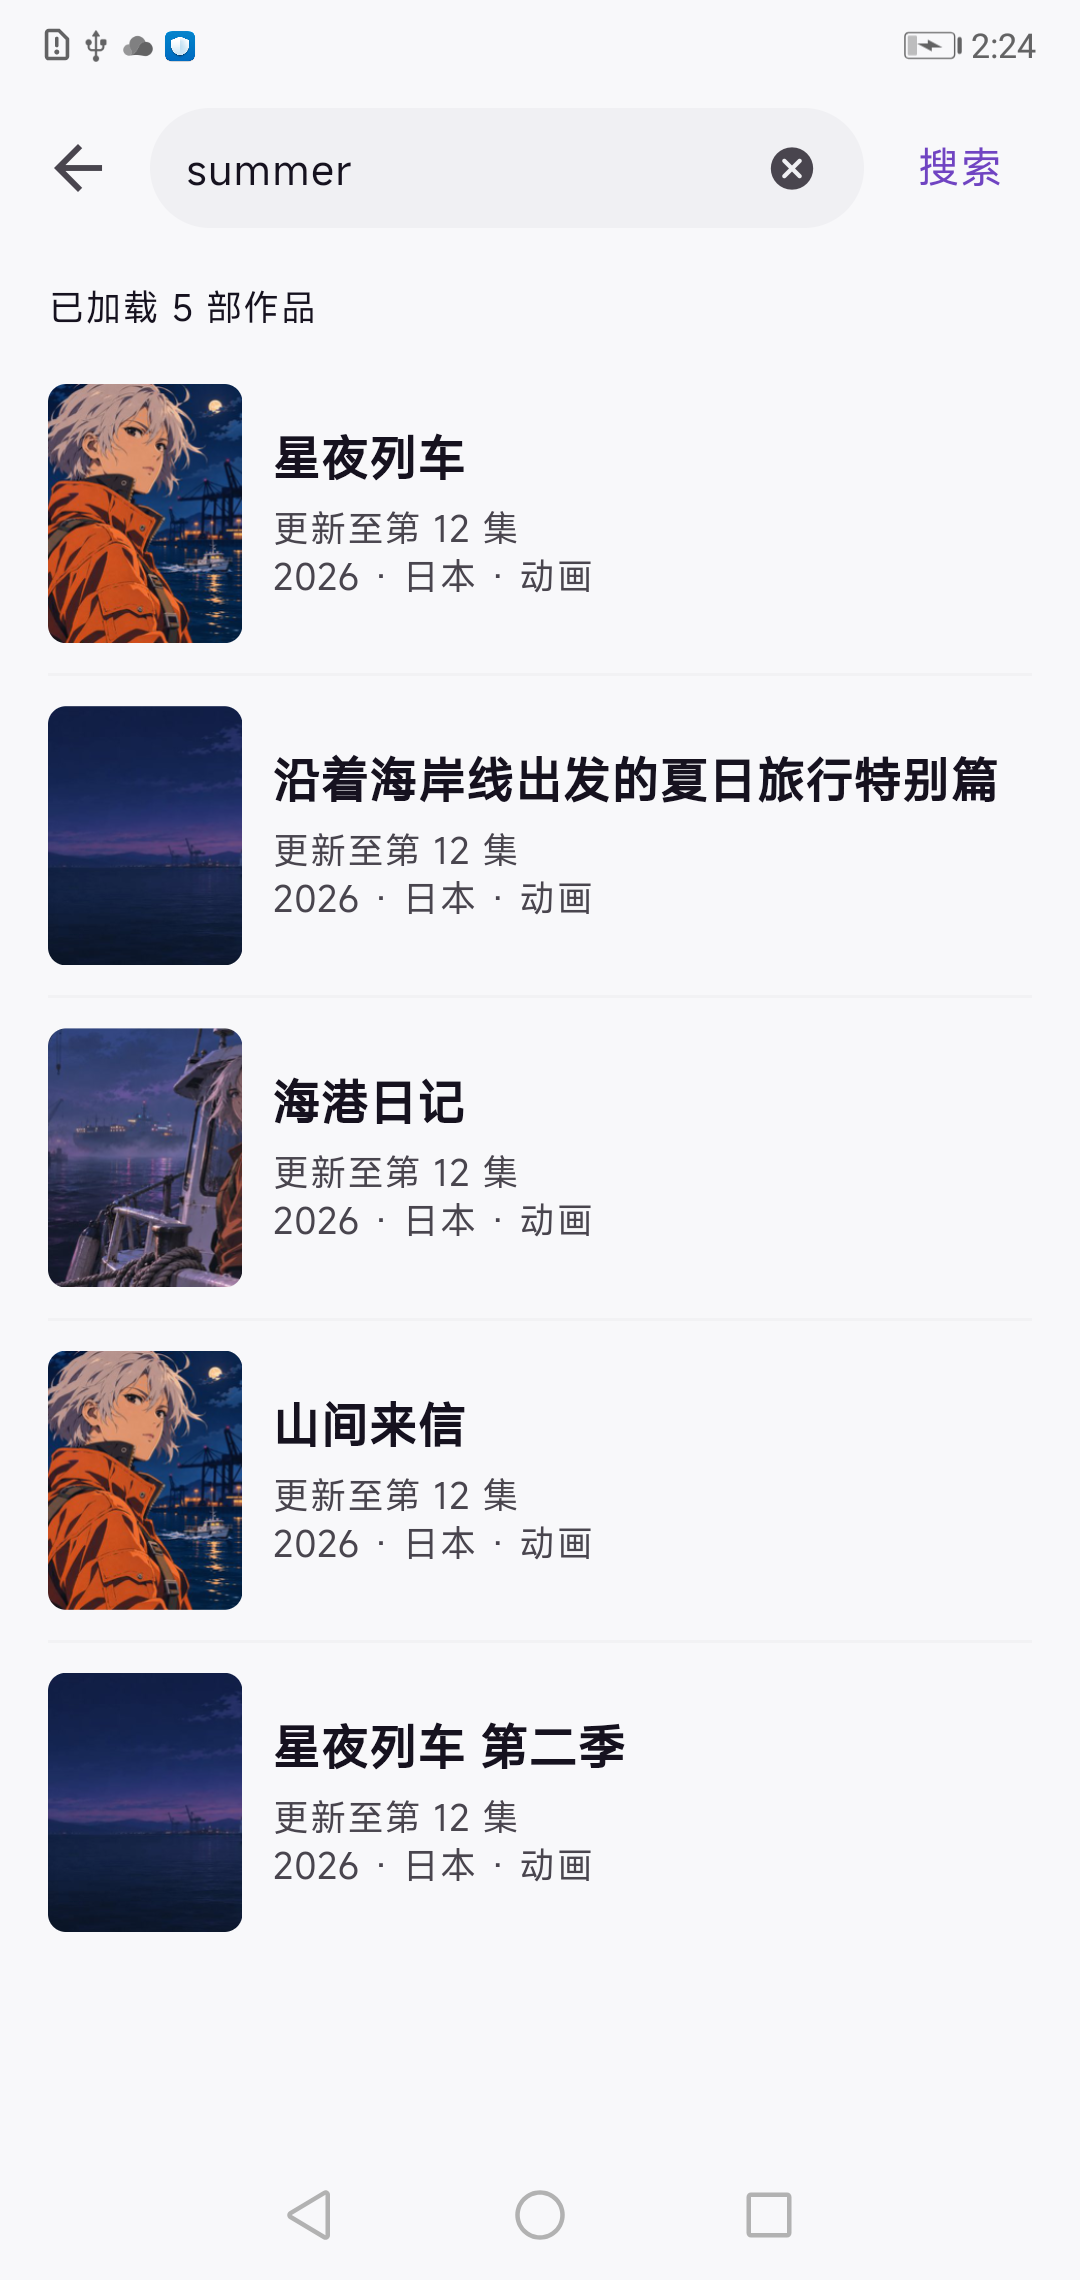 2:24
summer
搜索
已加载 5 部作品
星夜列车
更新至第 12 集
2026 · 日本 · 动画
沿着海岸线出发的夏日旅行特别篇
更新至第 12 集
2026 · 日本 · 动画
海港日记
更新至第 12 集
2026 · 日本 · 动画
山间来信
更新至第 12 集
2026 · 日本 · 动画
星夜列车 第二季
更新至第 12 集
2026 · 日本 · 动画